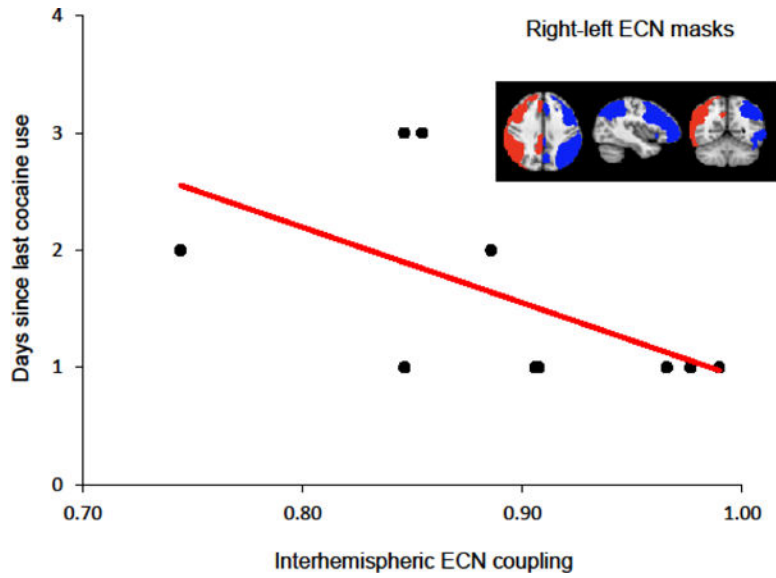 Right-left ECN masks
Days since last cocaine use
4
3
2
1
0
0.70 0.80 0.90 1.00
Interhemispheric ECN coupling